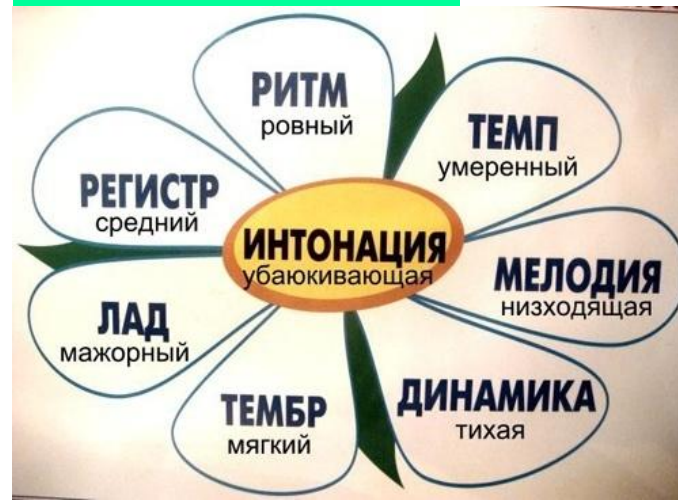 РИТМ
ровный
ТЕМП
умеренный
РЕГИСТР
средний
ИНТОНАЦИЯ
убаюкивающая
МЕЛОДИЯ
низходящая
ЛАД
мажорный
ТЕМБР
мягкий
ДИНАМИКА
тихая